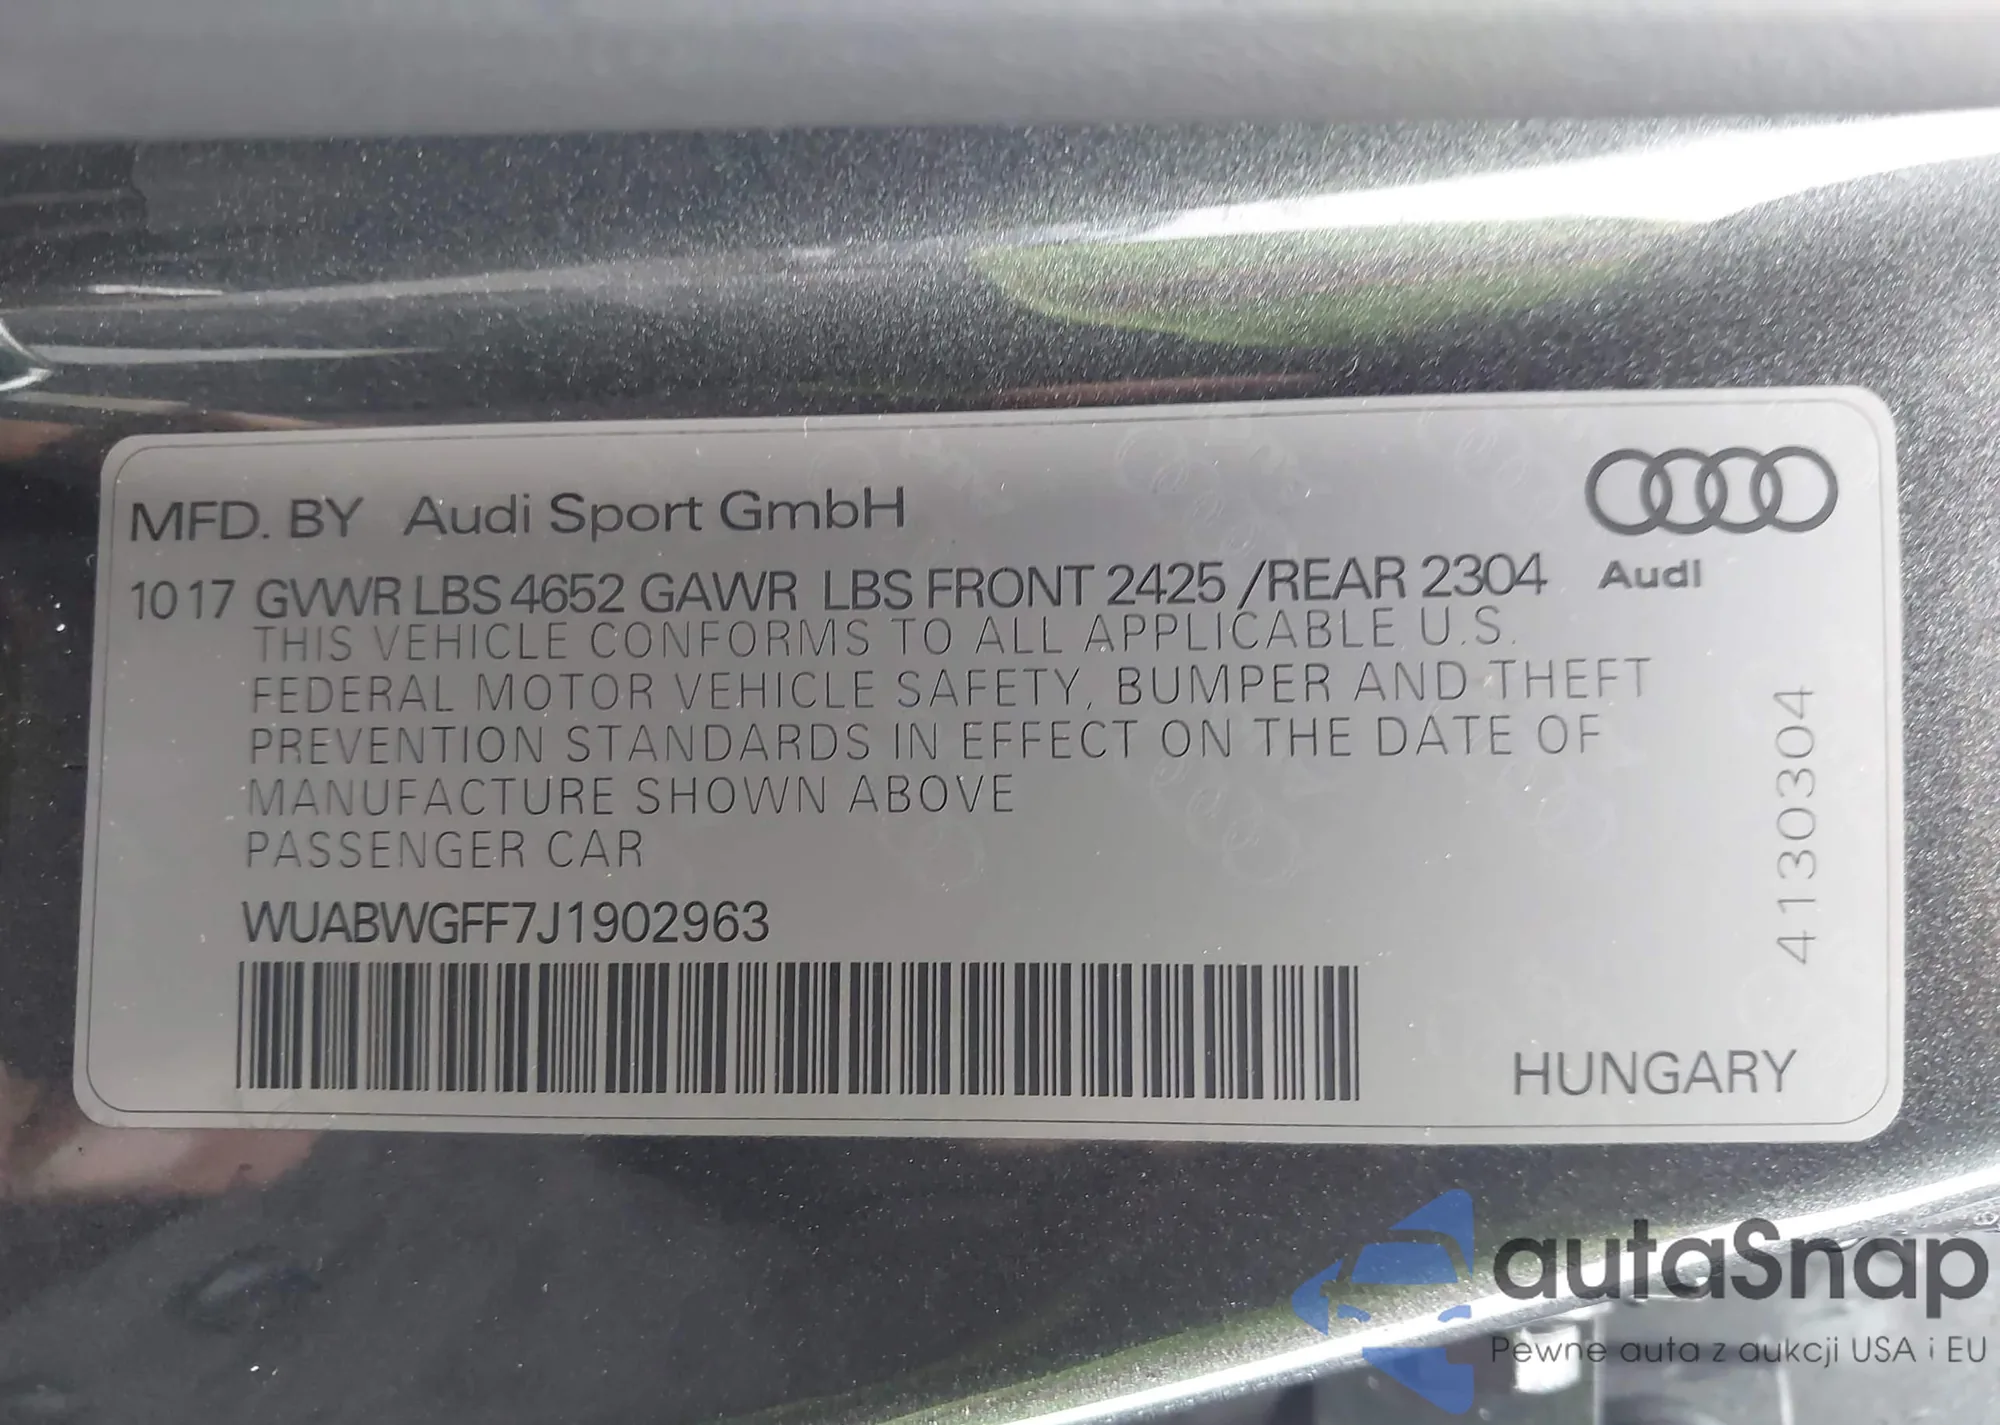 MFD. BY Audi Sport GmbH
10 17 GVWR LBS 4652 GAWR LBS FRONT 2425 /REAR 2304
Audi
THIS VEHICLE CONFORMS TO ALL APPLICABLE U.S.
FEDERAL MOTOR VEHICLE SAFETY, BUMPER AND THEFT
PREVENTION STANDARDS IN EFFECT ON THE DATE OF
MANUFACTURE SHOWN ABOVE
PASSENGER CAR
4130304
WUABWGFF7J1902963
HUNGARY
autaSnap
Pewne auta z aukcji USA i EU